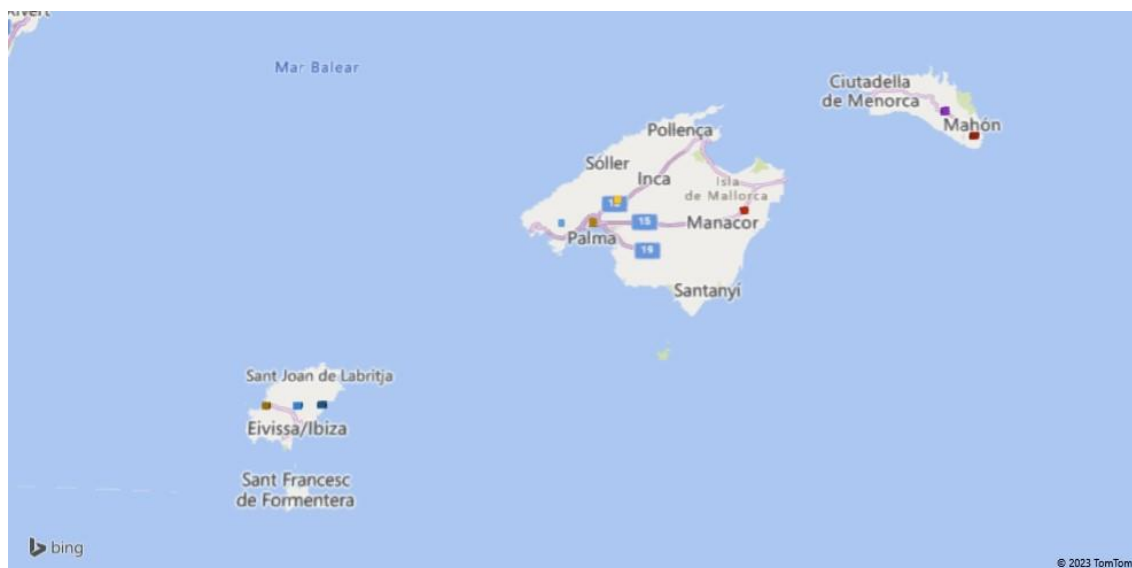 Mar Balear
Ciutadella
de Menorca
Mahón
Pollença
Sóller
Inca
Isla
de Mallorca
15
Manacor
Palma
19
Santanyí
Sant Joan de Labritja
Eivissa/Ibiza
Sant Francesc
de Formentera
bing
© 2023 TomTom